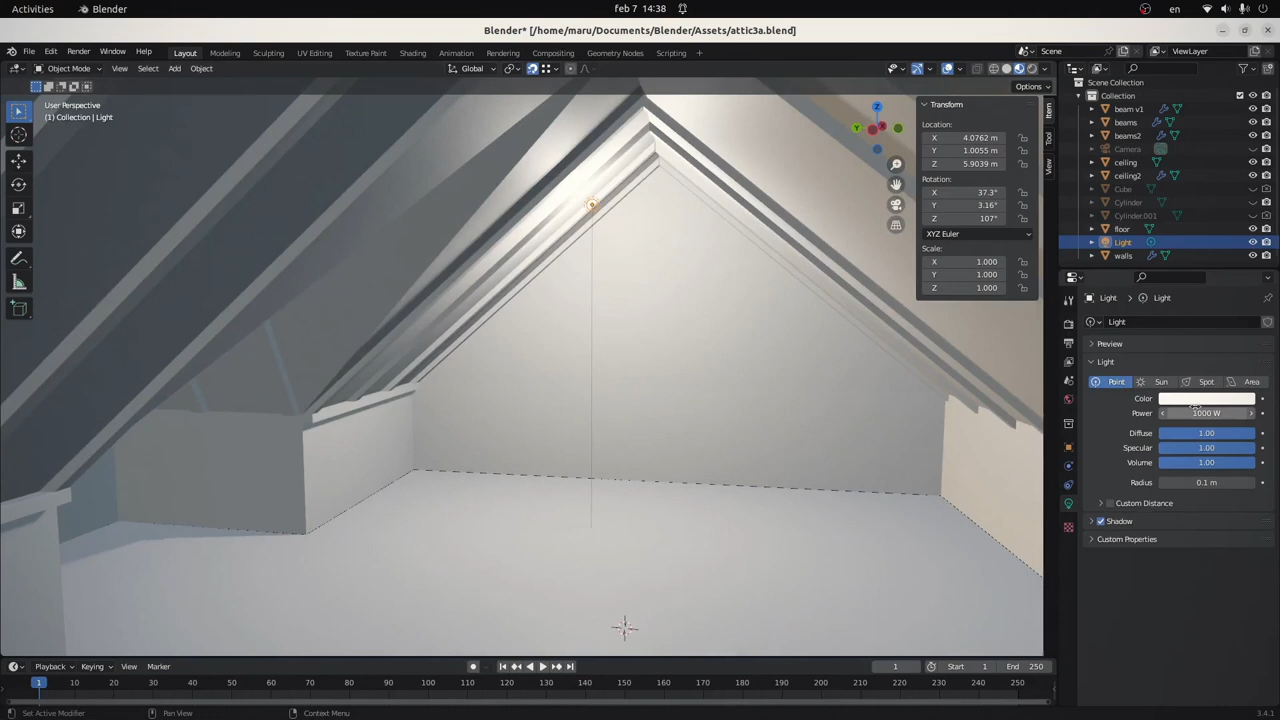 Activities Blender feb 7 14:38 en
Blender* [/home/maru/Documents/Blender/Assets/attic3a.blend]
File Edit Render Window Help Layout Modeling Sculpting UV Editing Texture Paint Shading Animation Rendering Compositing Geometry Nodes Scripting + Scene ViewLayer
Object Mode View Select Add Object Global
Options
User Perspective
(1) Collection | Light
Z
Y
X
Transform
Location:
X 4.0762 m
Y 1.0055 m
Z 5.9039 m
Rotation:
X 37.3°
Y 3.16°
Z 107°
XYZ Euler
Scale:
X 1.000
Y 1.000
Z 1.000
Item
Tool
View
Scene Collection
Collection
beam v1
beams
beams2
Camera
ceiling
ceiling2
Cube
Cylinder
Cylinder.001
floor
Light
walls
Light Light
Light
Preview
Light
Point Sun Spot Area
Color
Power 1000 W
Diffuse 1.00
Specular 1.00
Volume 1.00
Radius 0.1 m
Custom Distance
Shadow
Custom Properties
Playback Keying View Marker 1 Start 1 End 250
1 10 20 30 40 50 60 70 80 90 100 110 120 130 140 150 160 170 180 190 200 210 220 230 240 250
Set Active Modifier Pan View Context Menu 3.4.1